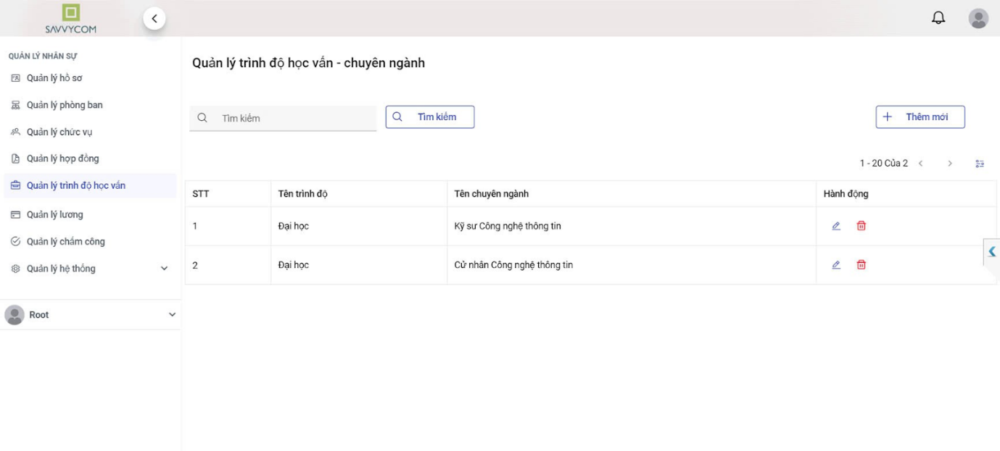 SAVVYCOM
QUẢN LÝ NHÂN SỰ
Quản lý hồ sơ
Quản lý phòng ban
Quản lý chức vụ
Quản lý hợp đồng
Quản lý trình độ học vấn
Quản lý lương
Quản lý chấm công
Quản lý hệ thống
Root
Quản lý trình độ học vấn - chuyên ngành
Tìm kiếm
Tìm kiếm
Thêm mới
1 - 20 Của 2
STT Tên trình độ Tên chuyên ngành Hành động
1 Đại học Kỹ sư Công nghệ thông tin
2 Đại học Cử nhân Công nghệ thông tin